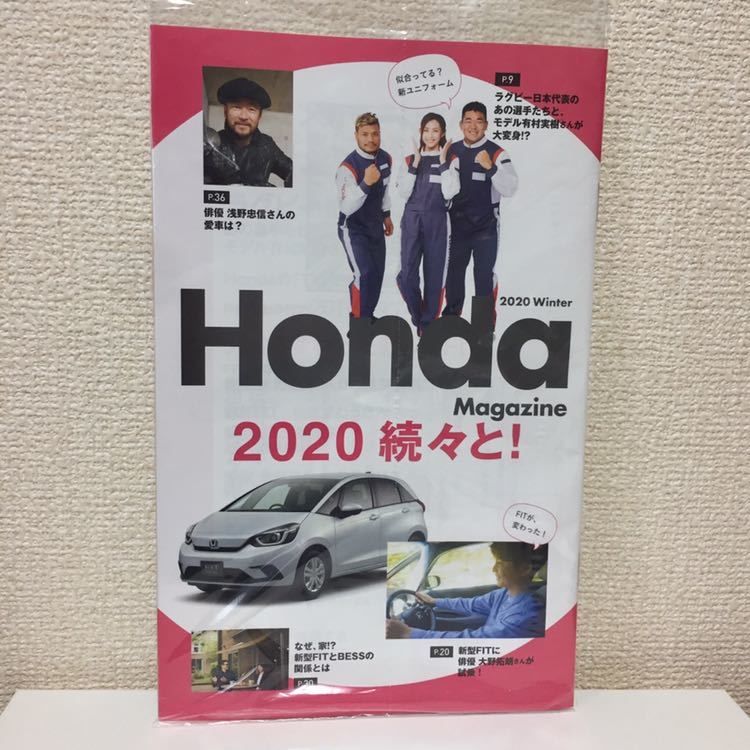 似合ってる?
新ユニフォーム
P.9
ラグビー日本代表の
あの選手たちと、
モデル有村実樹さんが
大変身!?
P.36
俳優 浅野忠信さんの
愛車は?
2020 Winter
Honda
Magazine
2020 続々と!
FITが、
変わった!
なぜ、家!?
新型FITとBESSの
関係とは
P.30
P.20
新型FITに
俳優 大野拓朗さんが
試乗!